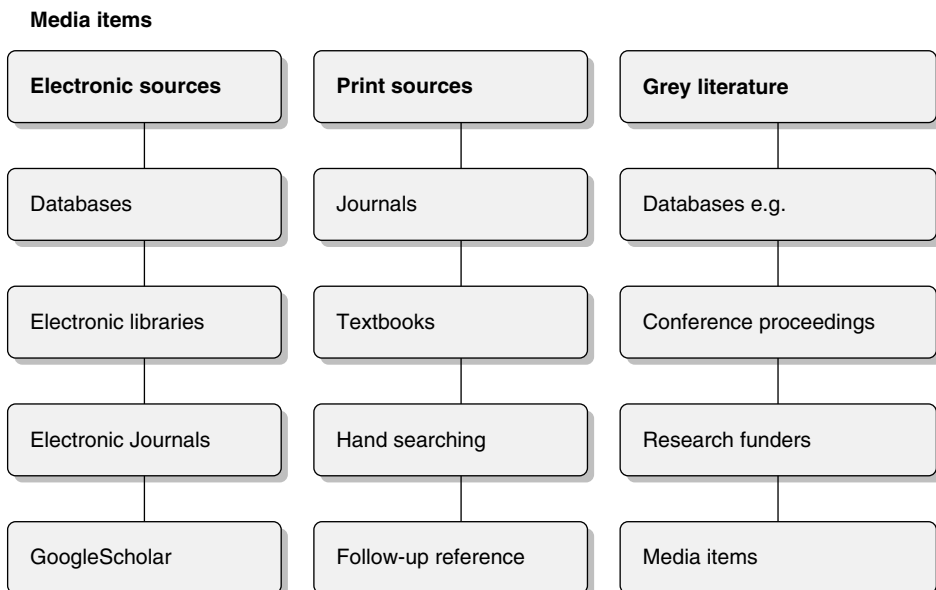 Media items
Electronic sources
Print sources
Grey literature
Databases
Journals
Databases e.g.
Electronic libraries
Textbooks
Conference proceedings
Electronic Journals
Hand searching
Research funders
GoogleScholar
Follow-up reference
Media items